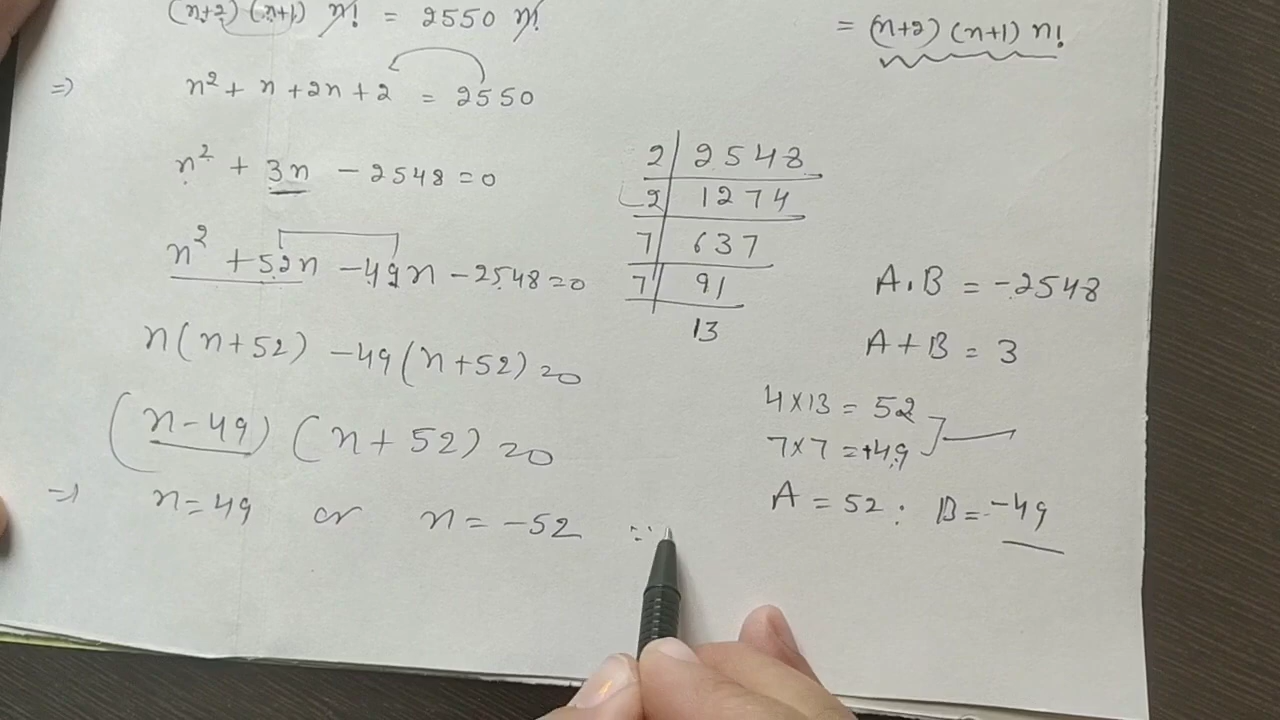 (n+2) (n+1) n! = 2550 n!
= (n+2) (n+1) n!
=> n² + n + 2n + 2 = 2550
n² + 3n - 2548 = 0
n² + 52n - 49n - 2548 = 0
n(n+52) - 49(n+52) = 0
(n-49) (n+52) = 0
=> n = 49 or n = -52 ∵
2 | 2548
2 | 1274
7 | 637
7 | 91
13
A.B = -2548
A+B = 3
4×13 = 52
7×7 = +49
A = 52 : B = -49